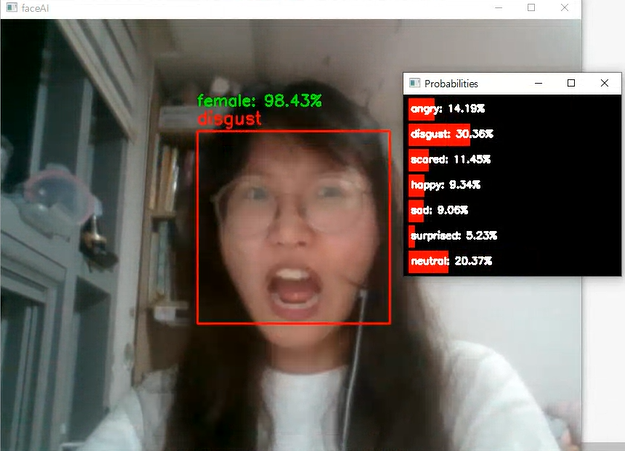 faceAI
female: 98.43%
disgust
Probabilities
angry: 14.19%
disgust: 30.36%
scared: 11.45%
happy: 9.34%
sad: 9.06%
surprised: 5.23%
neutral: 20.37%